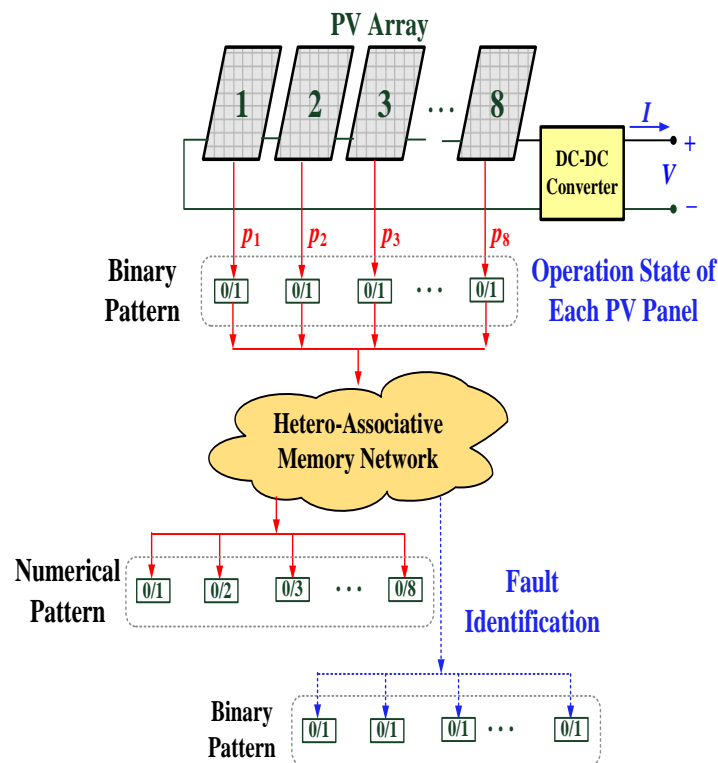 PV Array
1 2 3 ... 8
I
+
DC-DC
Converter
V
−
p1 p2 p3 p8
Binary
Pattern
0/1 0/1 0/1 ... 0/1
Operation State of
Each PV Panel
Hetero-Associative
Memory Network
Numerical
Pattern
0/1 0/2 0/3 ... 0/8
Fault
Identification
Binary
Pattern
0/1 0/1 0/1 ... 0/1